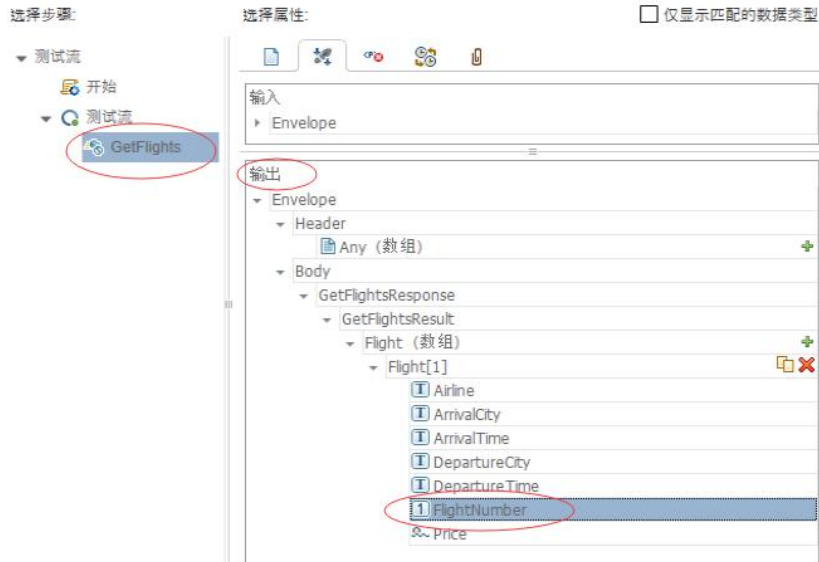 选择步骤:
选择属性:
仅显示匹配的数据类型
测试流
开始
测试流
GetFlights
输入
Envelope
输出
Envelope
Header
Any (数组)
Body
GetFlightsResponse
GetFlightsResult
Flight (数组)
Flight[1]
Airline
ArrivalCity
ArrivalTime
DepartureCity
DepartureTime
FlightNumber
Price